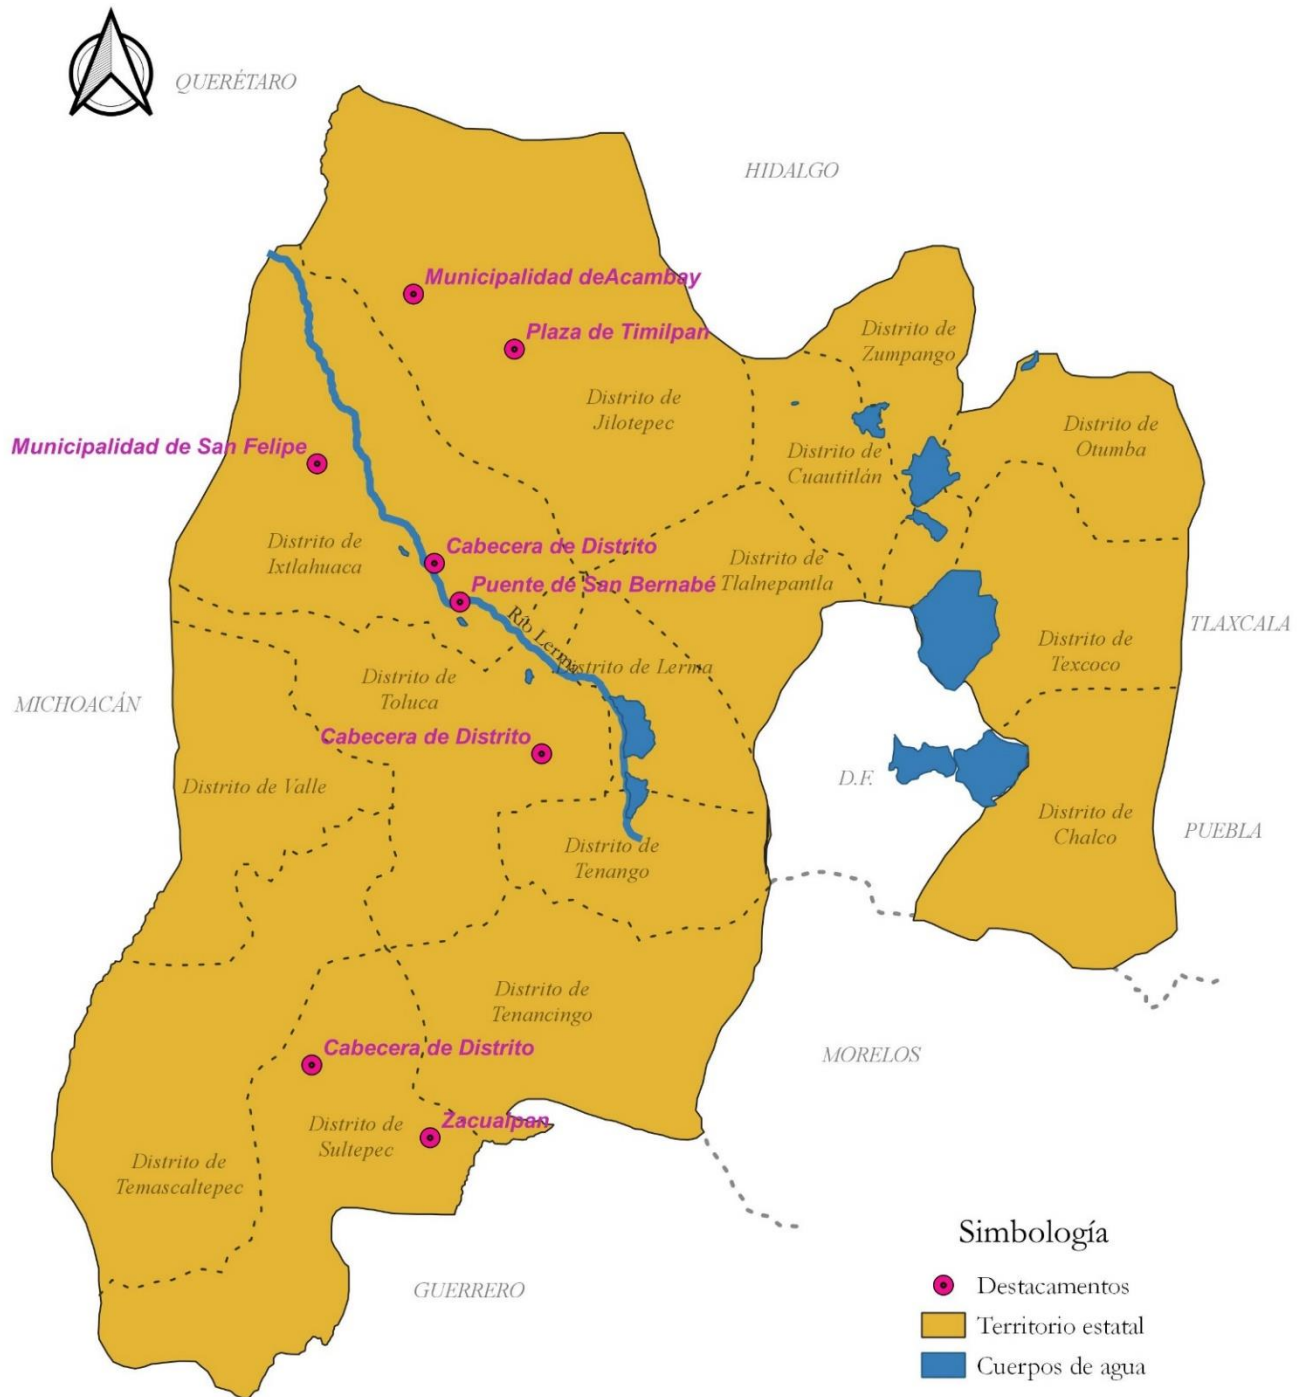 QUERÉTARO
HIDALGO
Municipalidad deAcambay
Plaza de Timilpan
Distrito de
Zumpango
Distrito de
Jilotepec
Distrito de
Otumba
Municipalidad de San Felipe
Distrito de
Cuautitlán
Distrito de
Ixtlahuaca
Cabecera de Distrito
Distrito de
Tlalnepantla
Puente de San Bernabé
Río Lerma
TLAXCALA
Distrito de
Texcoco
Distrito de Lerma
Distrito de
Toluca
MICHOACÁN
Cabecera de Distrito
D.F.
Distrito de Valle
Distrito de
Chalco
PUEBLA
Distrito de
Tenango
Distrito de
Tenancingo
Cabecera de Distrito
MORELOS
Zacualpan
Distrito de
Sultepec
Distrito de
Temascaltepec
GUERRERO
Simbología
Destacamentos
Territorio estatal
Cuerpos de agua